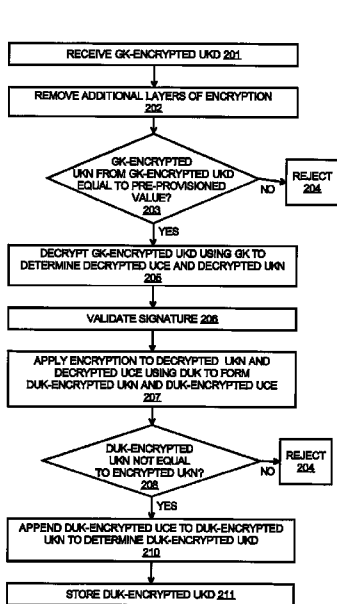 RECEIVE GK-ENCRYPTED UKD 201
REMOVE ADDITIONAL LAYERS OF ENCRYPTION
202
GK-ENCRYPTED
UKN FROM GK-ENCRYPTED UKD
EQUAL TO PRE-PROVISIONED
VALUE?
203
NO
REJECT
204
YES
DECRYPT GK-ENCRYPTED UKD USING GK TO
DETERMINE DECRYPTED UCE AND DECRYPTED UKN
205
VALIDATE SIGNATURE 206
APPLY ENCRYPTION TO DECRYPTED UKN AND
DECRYPTED UCE USING DUK TO FORM
DUK-ENCRYPTED UKN AND DUK-ENCRYPTED UCE
207
DUK-ENCRYPTED
UKN NOT EQUAL
TO ENCRYPTED UKN?
208
NO
REJECT
204
YES
APPEND DUK-ENCRYPTED UCE TO DUK-ENCRYPTED
UKN TO DETERMINE DUK-ENCRYPTED UKD
210
STORE DUK-ENCRYPTED UKD 211